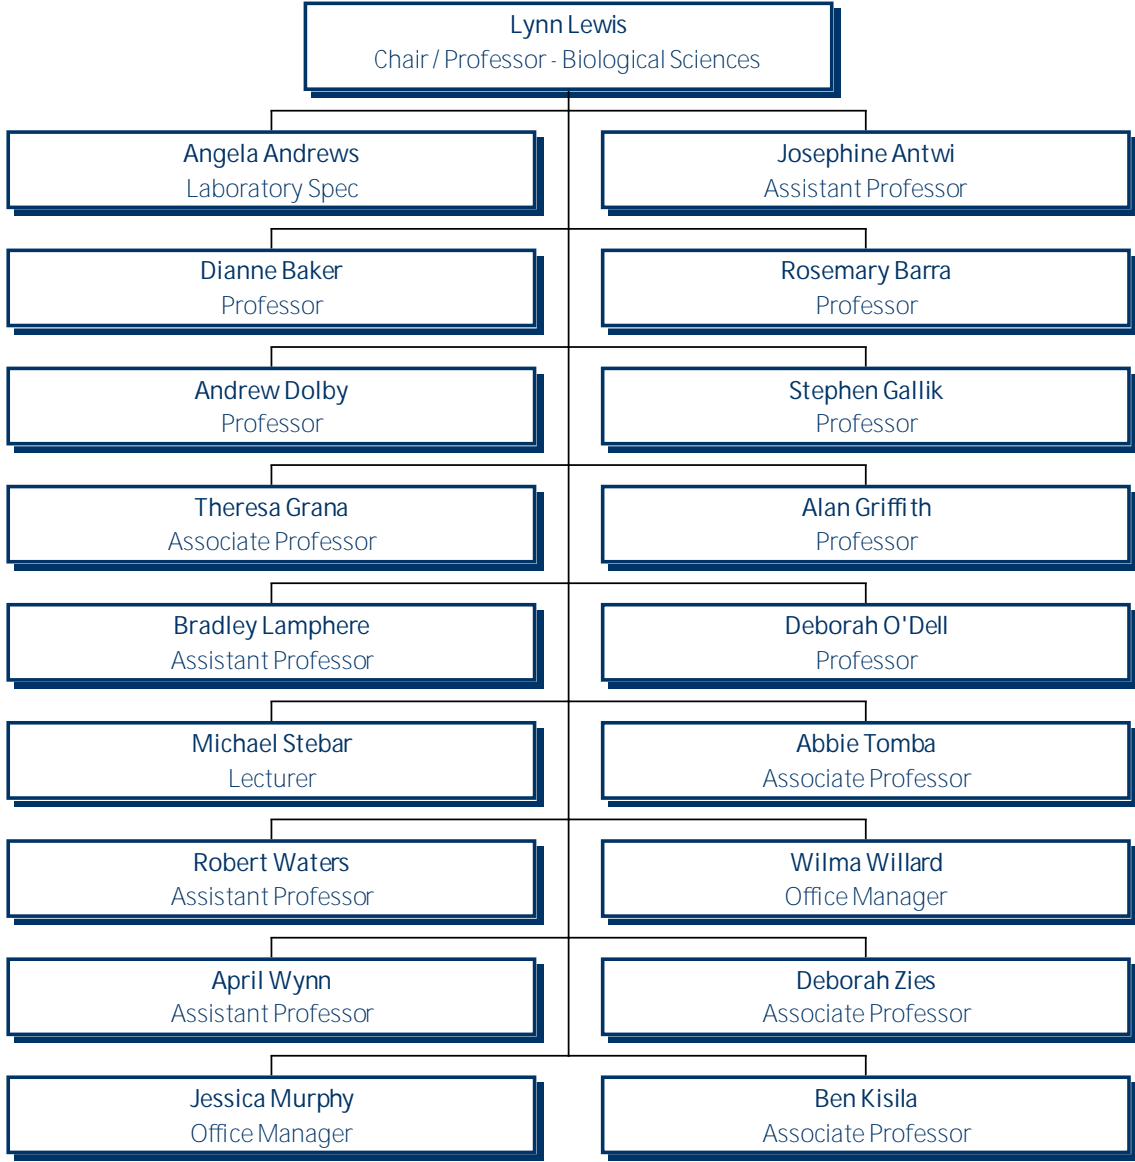 Lynn Lewis
Chair / Professor - Biological Sciences
Angela Andrews
Laboratory Spec
Josephine Antwi
Assistant Professor
Dianne Baker
Professor
Rosemary Barra
Professor
Andrew Dolby
Professor
Stephen Gallik
Professor
Theresa Grana
Associate Professor
Alan Griffith
Professor
Bradley Lamphere
Assistant Professor
Deborah O'Dell
Professor
Michael Stebar
Lecturer
Abbie Tomba
Associate Professor
Robert Waters
Assistant Professor
Wilma Willard
Office Manager
April Wynn
Assistant Professor
Deborah Zies
Associate Professor
Jessica Murphy
Office Manager
Ben Kisila
Associate Professor